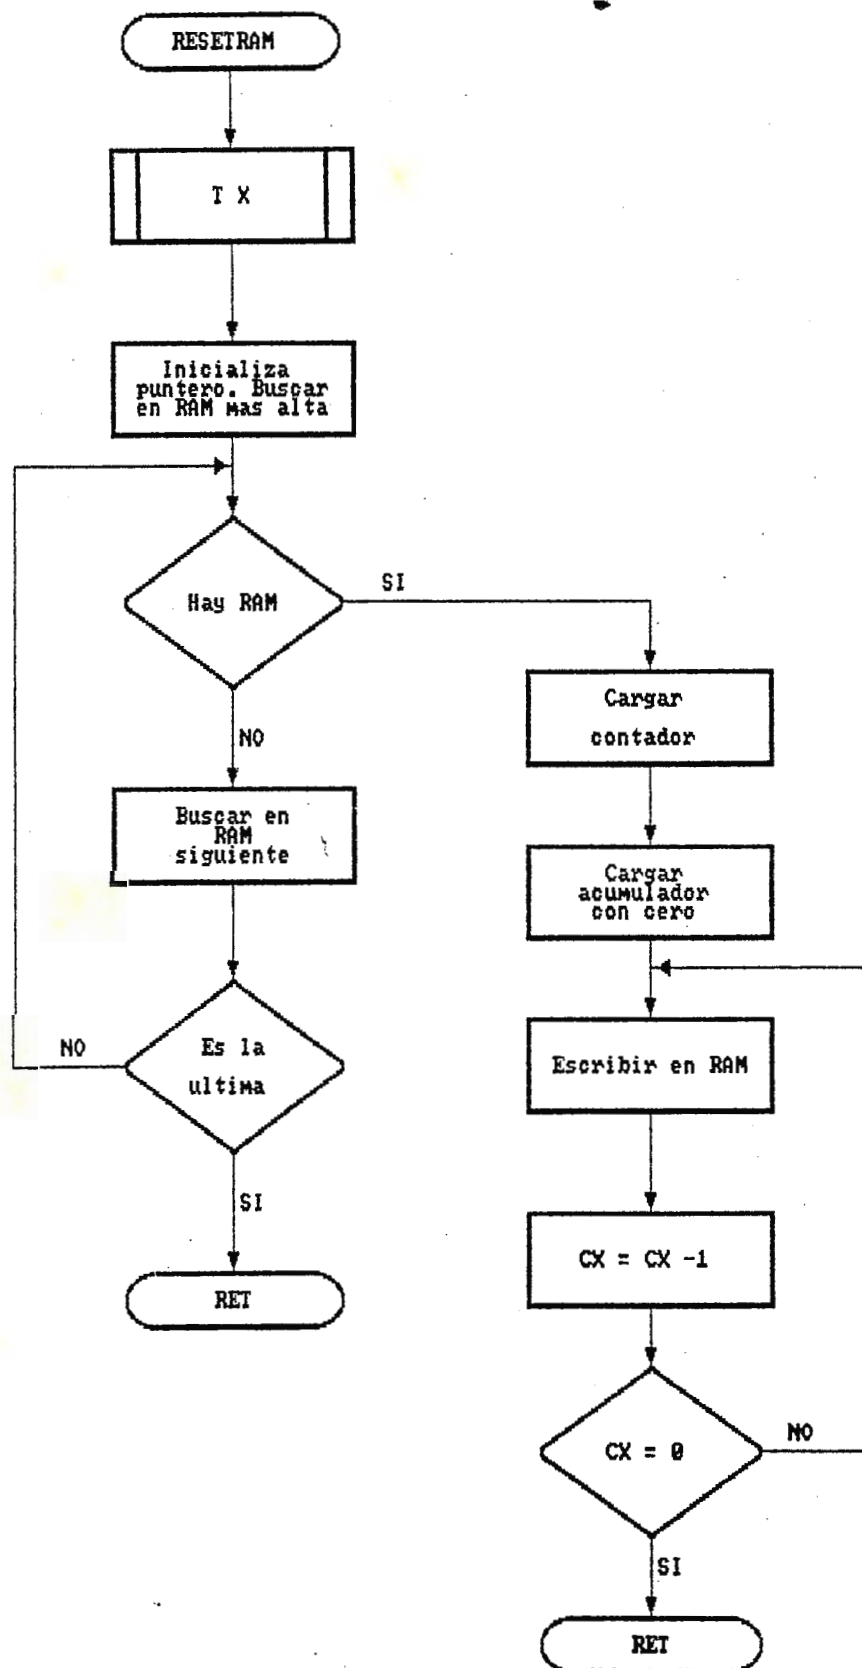 RESETRAM
T X
Inicializa
puntero. Buscar
en RAM mas alta
Hay RAM
SI
NO
Buscar en
RAM
siguiente
Es la
ultima
NO
SI
RET
Cargar
contador
Cargar
acumulador
con cero
Escribir en RAM
CX = CX -1
CX = 0
NO
SI
RET